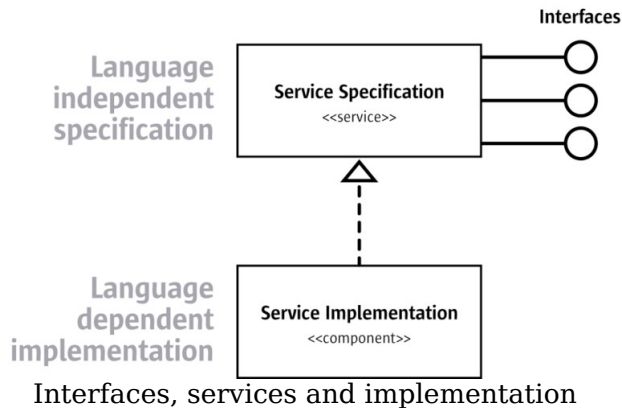 Interfaces
Language
independent
specification
Service Specification
<<service>>
Language
dependent
implementation
Service Implementation
<<component>>
Interfaces, services and implementation